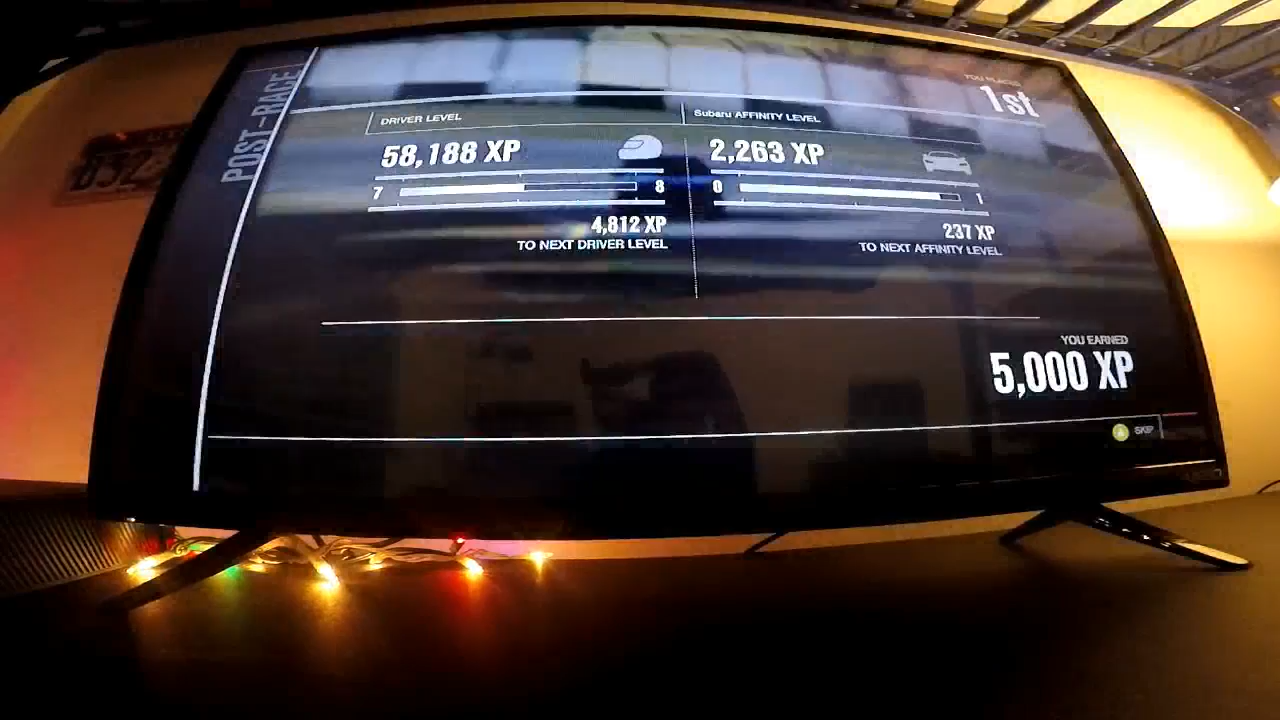 POST-RACE
YOU PLACED
1st
DRIVER LEVEL
58,188 XP
7
8
4,812 XP
TO NEXT DRIVER LEVEL
Subaru AFFINITY LEVEL
2,263 XP
0
1
237 XP
TO NEXT AFFINITY LEVEL
YOU EARNED
5,000 XP
A SKIP